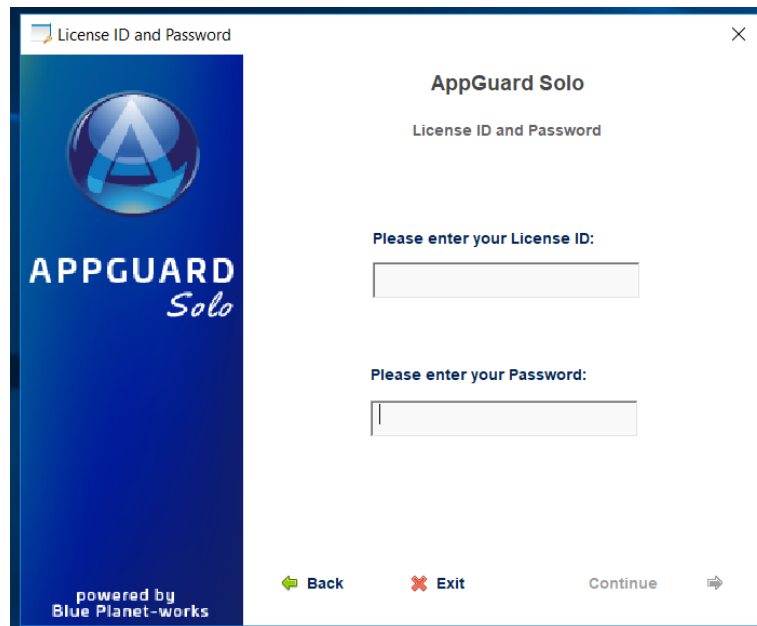 License ID and Password
AppGuard Solo
License ID and Password
APPGUARD
Solo
Please enter your License ID:
Please enter your Password:
Back
Exit
Continue
powered by
Blue Planet-works